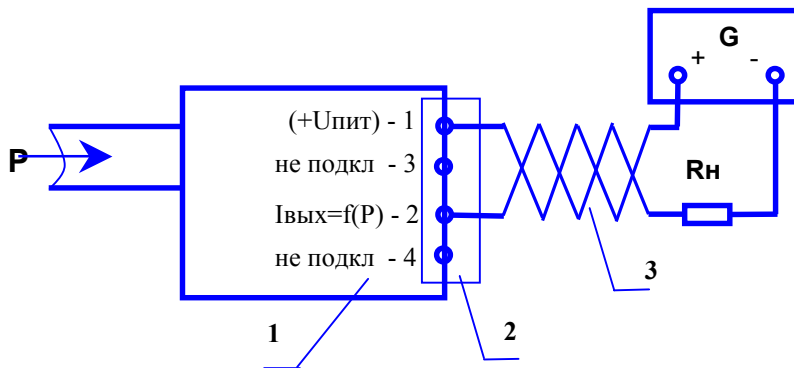 G
+ -
(+Uпит) - 1
P
не подкл - 3
Rн
Iвых=f(P) - 2
не подкл - 4
3
1
2